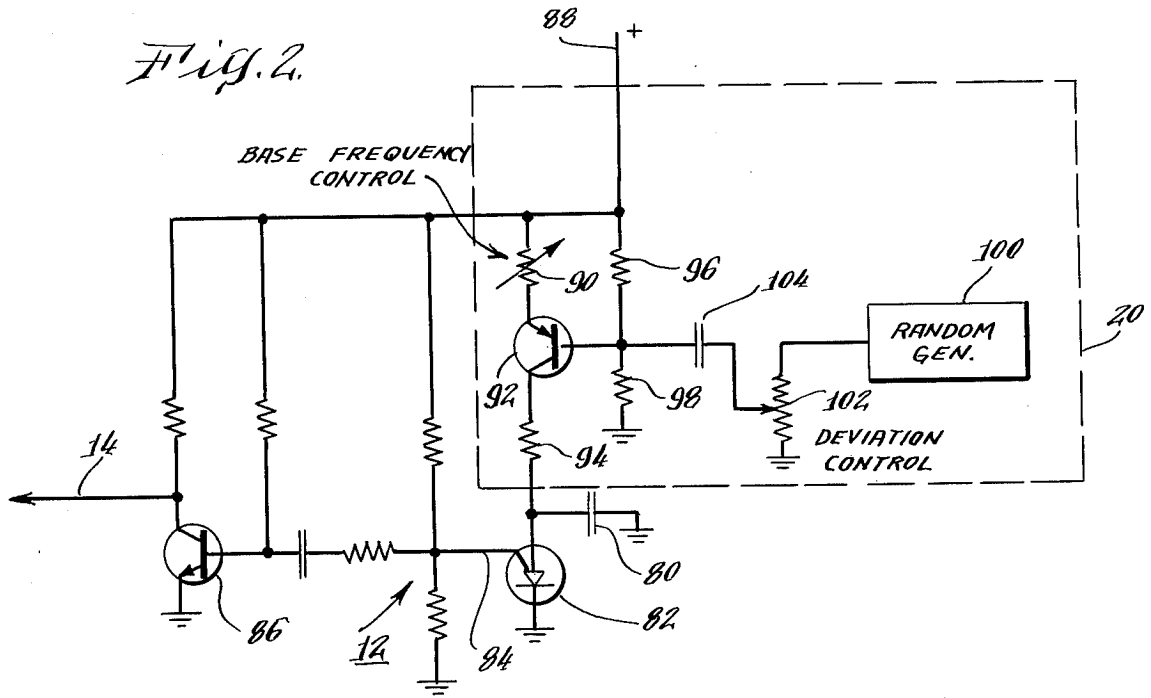 Fig. 2.
88
+
BASE FREQUENCY
CONTROL
90
96
104
100
RANDOM
GEN.
20
92
98
102
DEVIATION
CONTROL
94
14
80
86
12
84
82